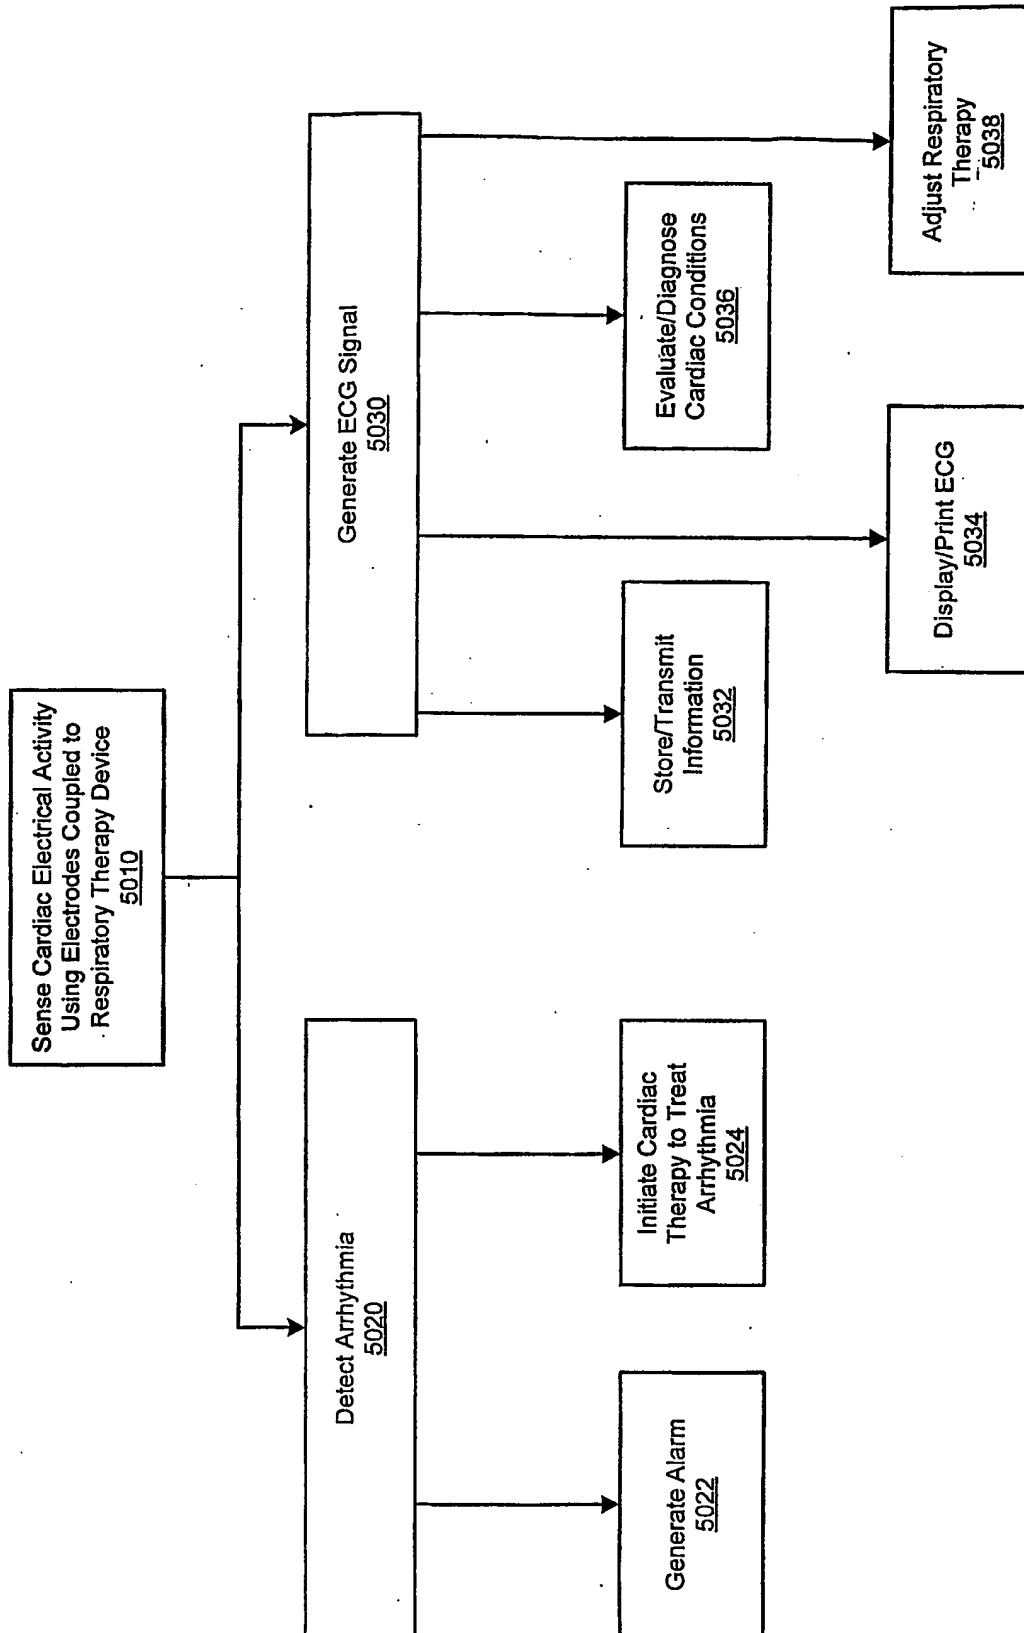 Sense Cardiac Electrical Activity
Using Electrodes Coupled to
Respiratory Therapy Device
5010
Detect Arrhythmia
5020
Generate ECG Signal
5030
Generate Alarm
5022
Initiate Cardiac
Therapy to Treat
Arrhythmia
5024
Store/Transmit
Information
5032
Evaluate/Diagnose
Cardiac Conditions
5036
Display/Print ECG
5034
Adjust Respiratory
Therapy
5038